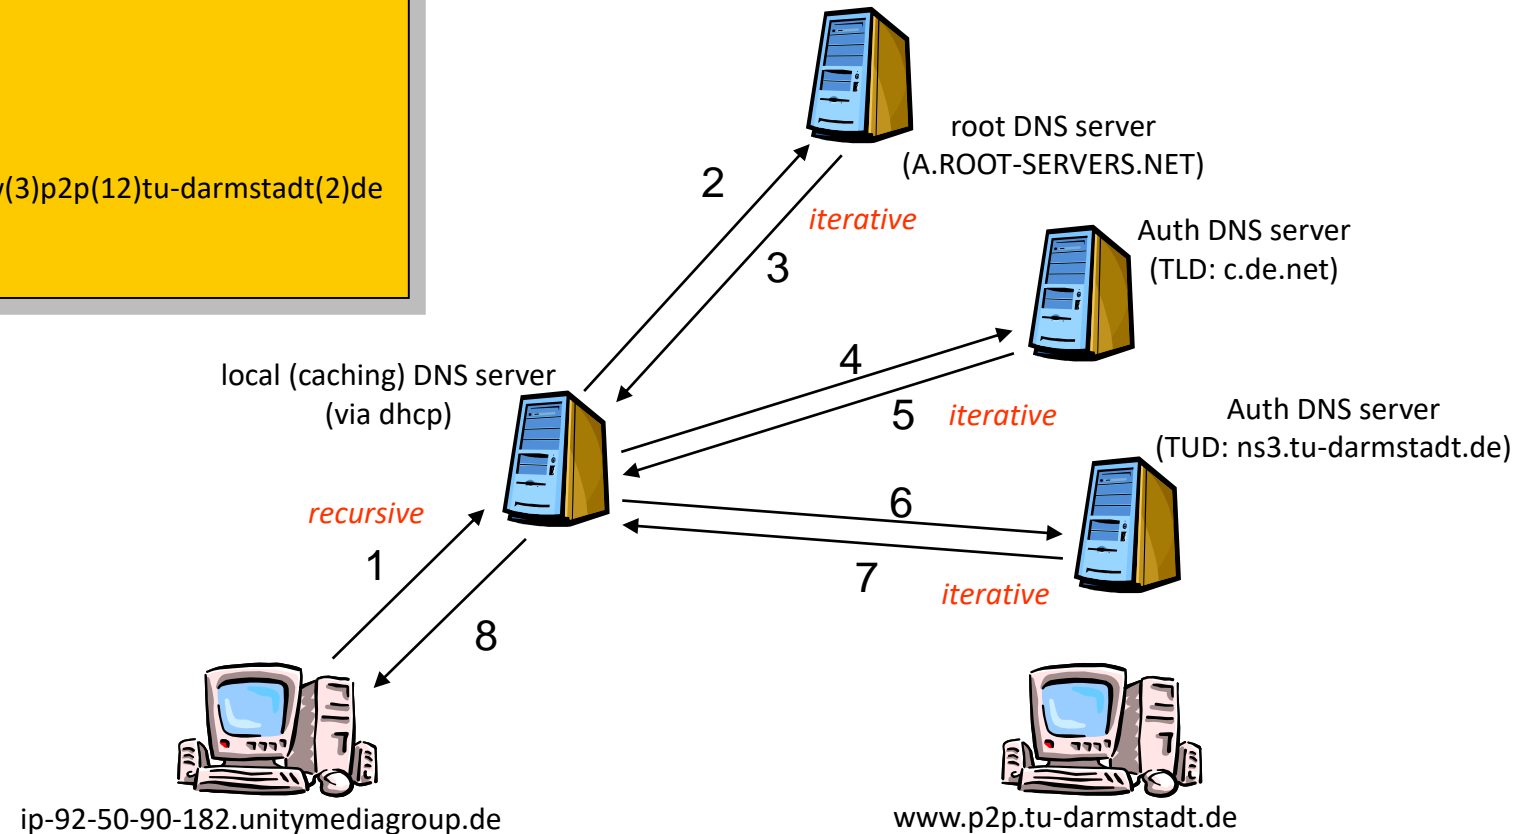 (3)p2p(12)tu-darmstadt(2)de
root DNS server
(A.ROOT-SERVERS.NET)
2
iterative
3
Auth DNS server
(TLD: c.de.net)
local (caching) DNS server
(via dhcp)
4
5
iterative
Auth DNS server
(TUD: ns3.tu-darmstadt.de)
recursive
1
6
7
iterative
8
ip-92-50-90-182.unitymediagroup.de
www.p2p.tu-darmstadt.de